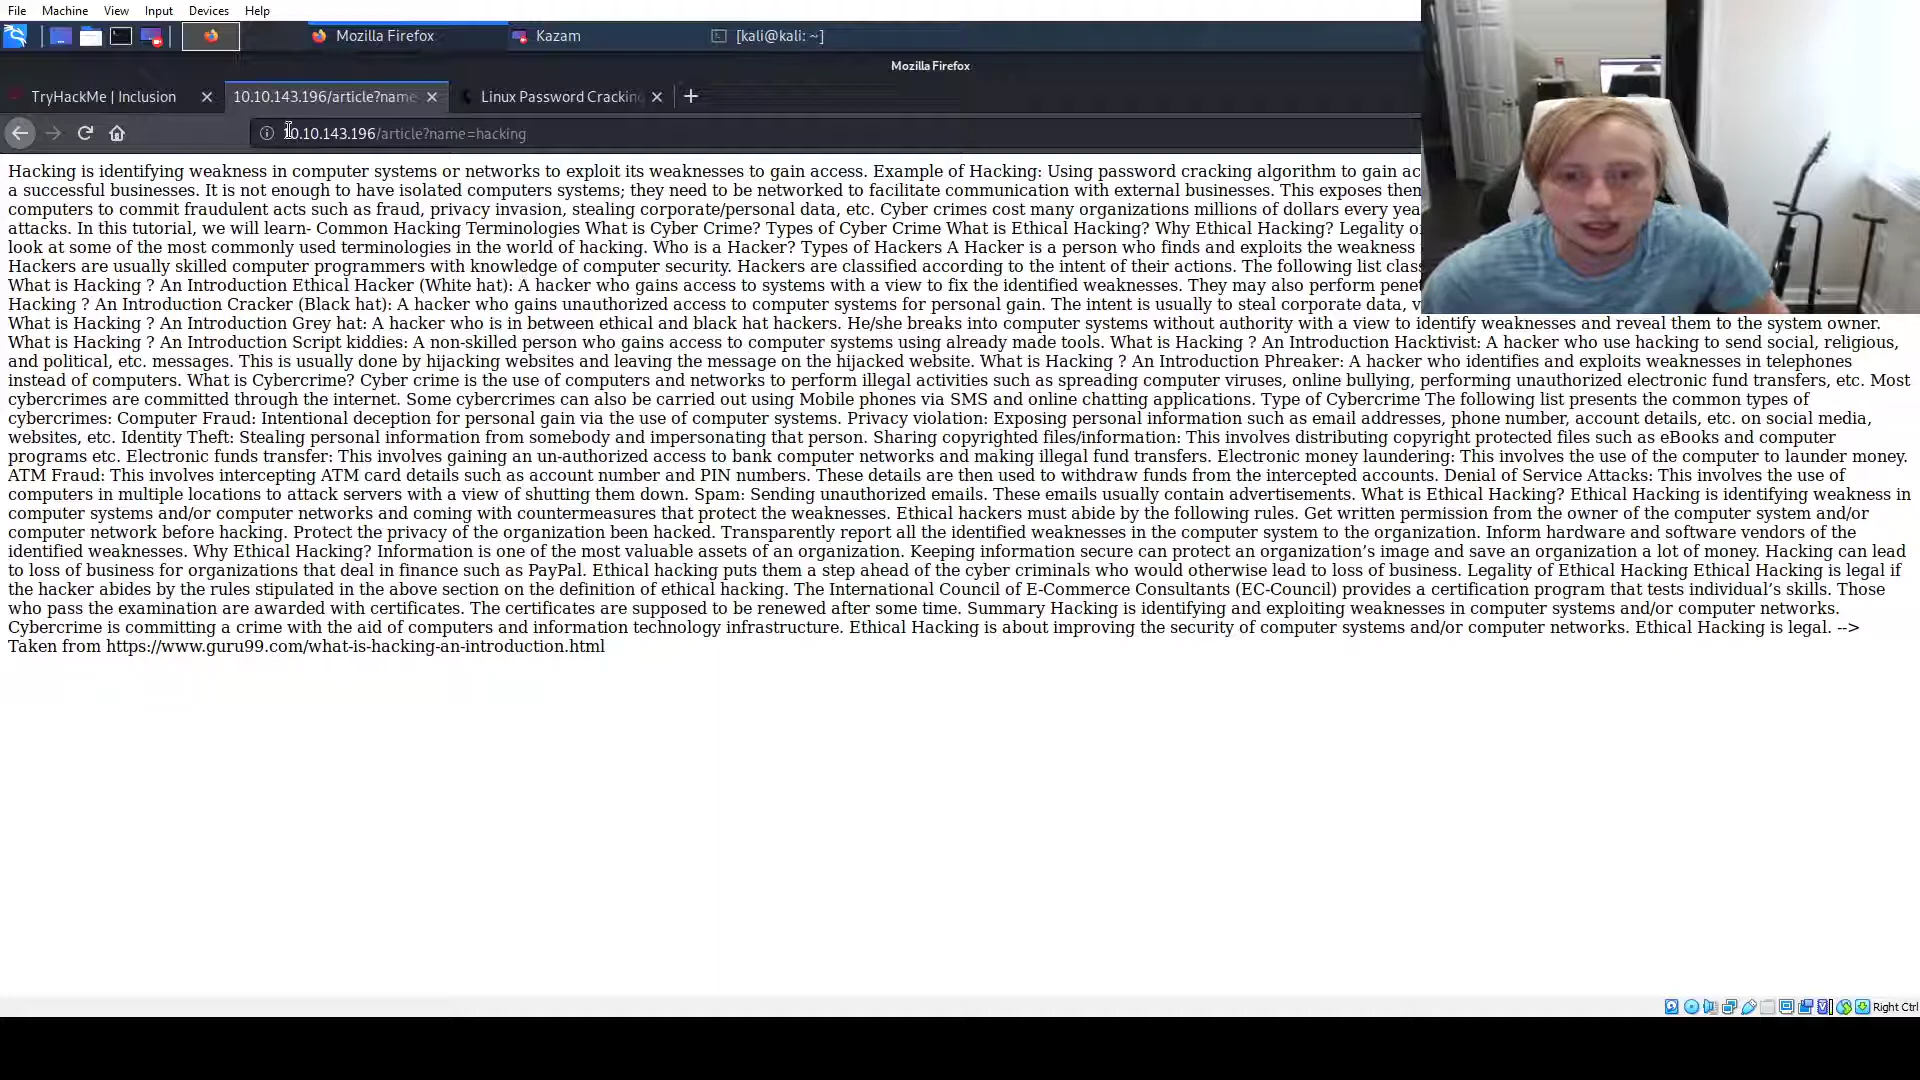 File Machine View Input Devices Help
Mozilla Firefox Kazam [kali@kali: ~]
Mozilla Firefox
TryHackMe | Inclusion 10.10.143.196/article?name Linux Password Cracking
10.10.143.196/article?name=hacking
Hacking is identifying weakness in computer systems or networks to exploit its weaknesses to gain access. Example of Hacking: Using password cracking algorithm to gain ac
a successful businesses. It is not enough to have isolated computers systems; they need to be networked to facilitate communication with external businesses. This exposes them
computers to commit fraudulent acts such as fraud, privacy invasion, stealing corporate/personal data, etc. Cyber crimes cost many organizations millions of dollars every yea
attacks. In this tutorial, we will learn- Common Hacking Terminologies What is Cyber Crime? Types of Cyber Crime What is Ethical Hacking? Why Ethical Hacking? Legality o
look at some of the most commonly used terminologies in the world of hacking. Who is a Hacker? Types of Hackers A Hacker is a person who finds and exploits the weakness
Hackers are usually skilled computer programmers with knowledge of computer security. Hackers are classified according to the intent of their actions. The following list clas
What is Hacking ? An Introduction Ethical Hacker (White hat): A hacker who gains access to systems with a view to fix the identified weaknesses. They may also perform pene
Hacking ? An Introduction Cracker (Black hat): A hacker who gains unauthorized access to computer systems for personal gain. The intent is usually to steal corporate data, v
What is Hacking ? An Introduction Grey hat: A hacker who is in between ethical and black hat hackers. He/she breaks into computer systems without authority with a view to identify weaknesses and reveal them to the system owner.
What is Hacking ? An Introduction Script kiddies: A non-skilled person who gains access to computer systems using already made tools. What is Hacking ? An Introduction Hacktivist: A hacker who use hacking to send social, religious,
and political, etc. messages. This is usually done by hijacking websites and leaving the message on the hijacked website. What is Hacking ? An Introduction Phreaker: A hacker who identifies and exploits weaknesses in telephones
instead of computers. What is Cybercrime? Cyber crime is the use of computers and networks to perform illegal activities such as spreading computer viruses, online bullying, performing unauthorized electronic fund transfers, etc. Most
cybercrimes are committed through the internet. Some cybercrimes can also be carried out using Mobile phones via SMS and online chatting applications. Type of Cybercrime The following list presents the common types of
cybercrimes: Computer Fraud: Intentional deception for personal gain via the use of computer systems. Privacy violation: Exposing personal information such as email addresses, phone number, account details, etc. on social media,
websites, etc. Identity Theft: Stealing personal information from somebody and impersonating that person. Sharing copyrighted files/information: This involves distributing copyright protected files such as eBooks and computer
programs etc. Electronic funds transfer: This involves gaining an un-authorized access to bank computer networks and making illegal fund transfers. Electronic money laundering: This involves the use of the computer to launder money.
ATM Fraud: This involves intercepting ATM card details such as account number and PIN numbers. These details are then used to withdraw funds from the intercepted accounts. Denial of Service Attacks: This involves the use of
computers in multiple locations to attack servers with a view of shutting them down. Spam: Sending unauthorized emails. These emails usually contain advertisements. What is Ethical Hacking? Ethical Hacking is identifying weakness in
computer systems and/or computer networks and coming with countermeasures that protect the weaknesses. Ethical hackers must abide by the following rules. Get written permission from the owner of the computer system and/or
computer network before hacking. Protect the privacy of the organization been hacked. Transparently report all the identified weaknesses in the computer system to the organization. Inform hardware and software vendors of the
identified weaknesses. Why Ethical Hacking? Information is one of the most valuable assets of an organization. Keeping information secure can protect an organization’s image and save an organization a lot of money. Hacking can lead
to loss of business for organizations that deal in finance such as PayPal. Ethical hacking puts them a step ahead of the cyber criminals who would otherwise lead to loss of business. Legality of Ethical Hacking Ethical Hacking is legal if
the hacker abides by the rules stipulated in the above section on the definition of ethical hacking. The International Council of E-Commerce Consultants (EC-Council) provides a certification program that tests individual’s skills. Those
who pass the examination are awarded with certificates. The certificates are supposed to be renewed after some time. Summary Hacking is identifying and exploiting weaknesses in computer systems and/or computer networks.
Cybercrime is committing a crime with the aid of computers and information technology infrastructure. Ethical Hacking is about improving the security of computer systems and/or computer networks. Ethical Hacking is legal. -->
Taken from https://www.guru99.com/what-is-hacking-an-introduction.html
Right Ctrl